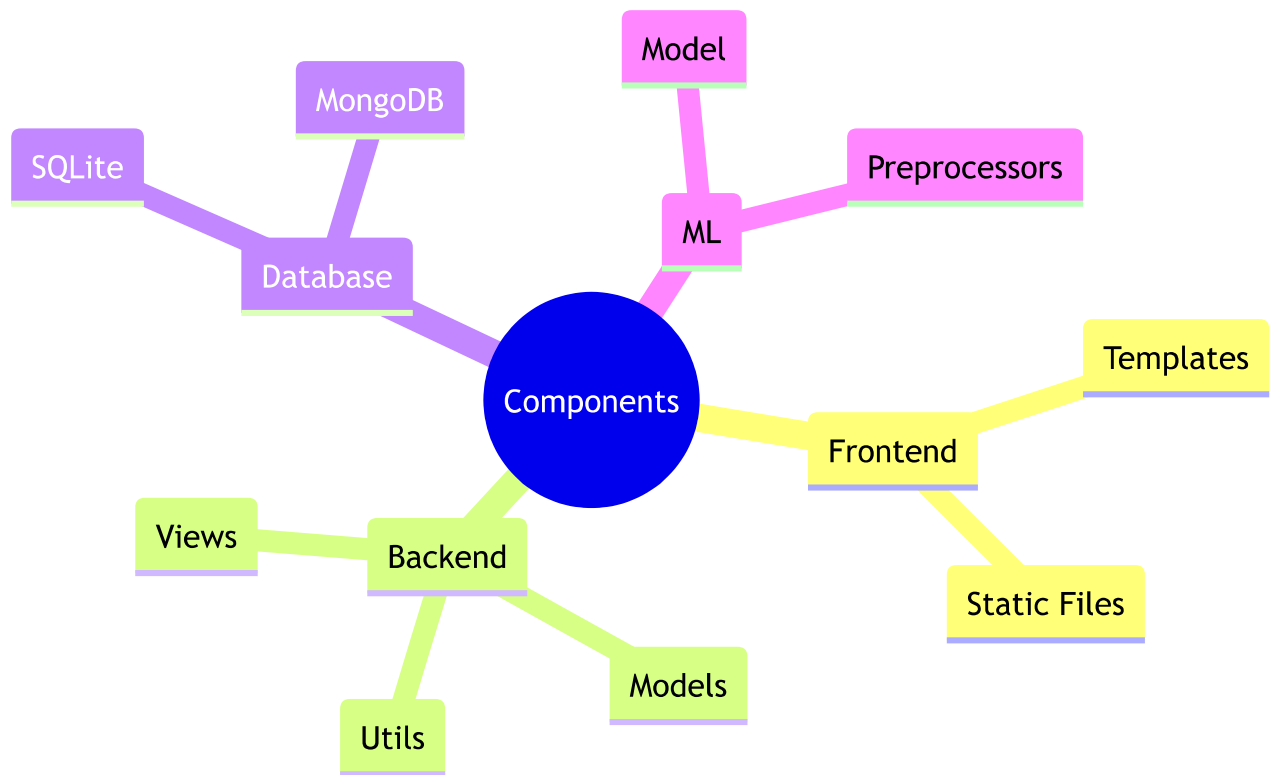 Model
MongoDB
SQLite
Preprocessors
ML
Database
Templates
Components
Frontend
Views
Backend
Static Files
Models
Utils